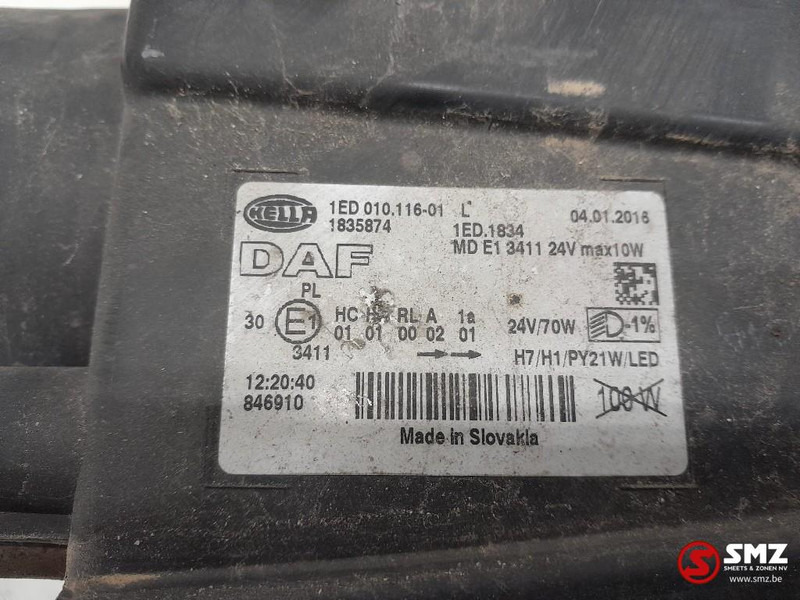 HELLA 1ED 010.116-01 L* 04.01.2016
1835874 1ED.1834
DAF MD E1 3411 24V max10W
PL
30 E1 HC RL A 1a 24V/70W D-1%
01 01 00 02 01
3411 H7/H1/PY21W/LED
12:20:40
846910 100 W
Made in Slovakia
SMZ
SMEETS & ZONEN NV
www.smz.be